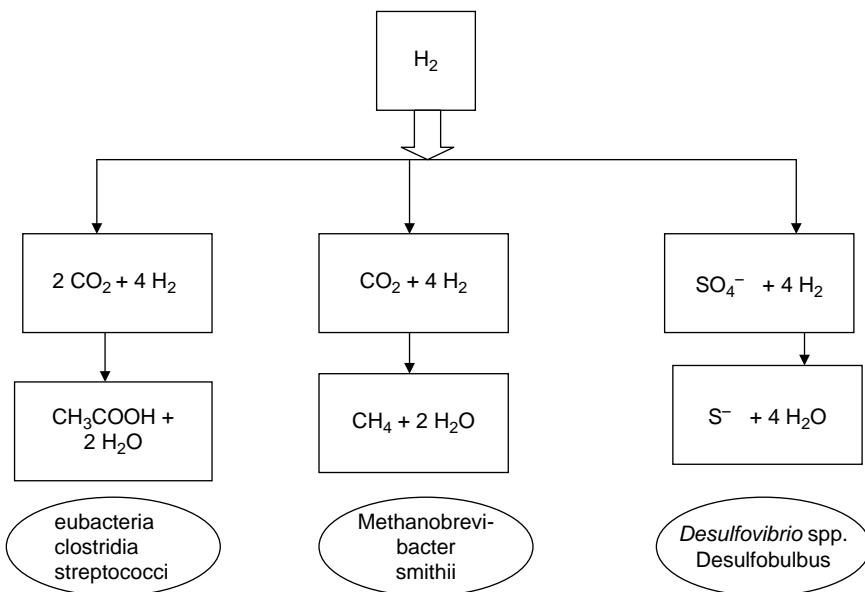 H₂
2 CO₂ + 4 H₂
CO₂ + 4 H₂
SO₄⁻ + 4 H₂
CH₃COOH +
2 H₂O
CH₄ + 2 H₂O
S⁻ + 4 H₂O
eubacteria
clostridia
streptococci
Methanobrevi-
bacter
smithii
Desulfovibrio spp.
Desulfobulbus